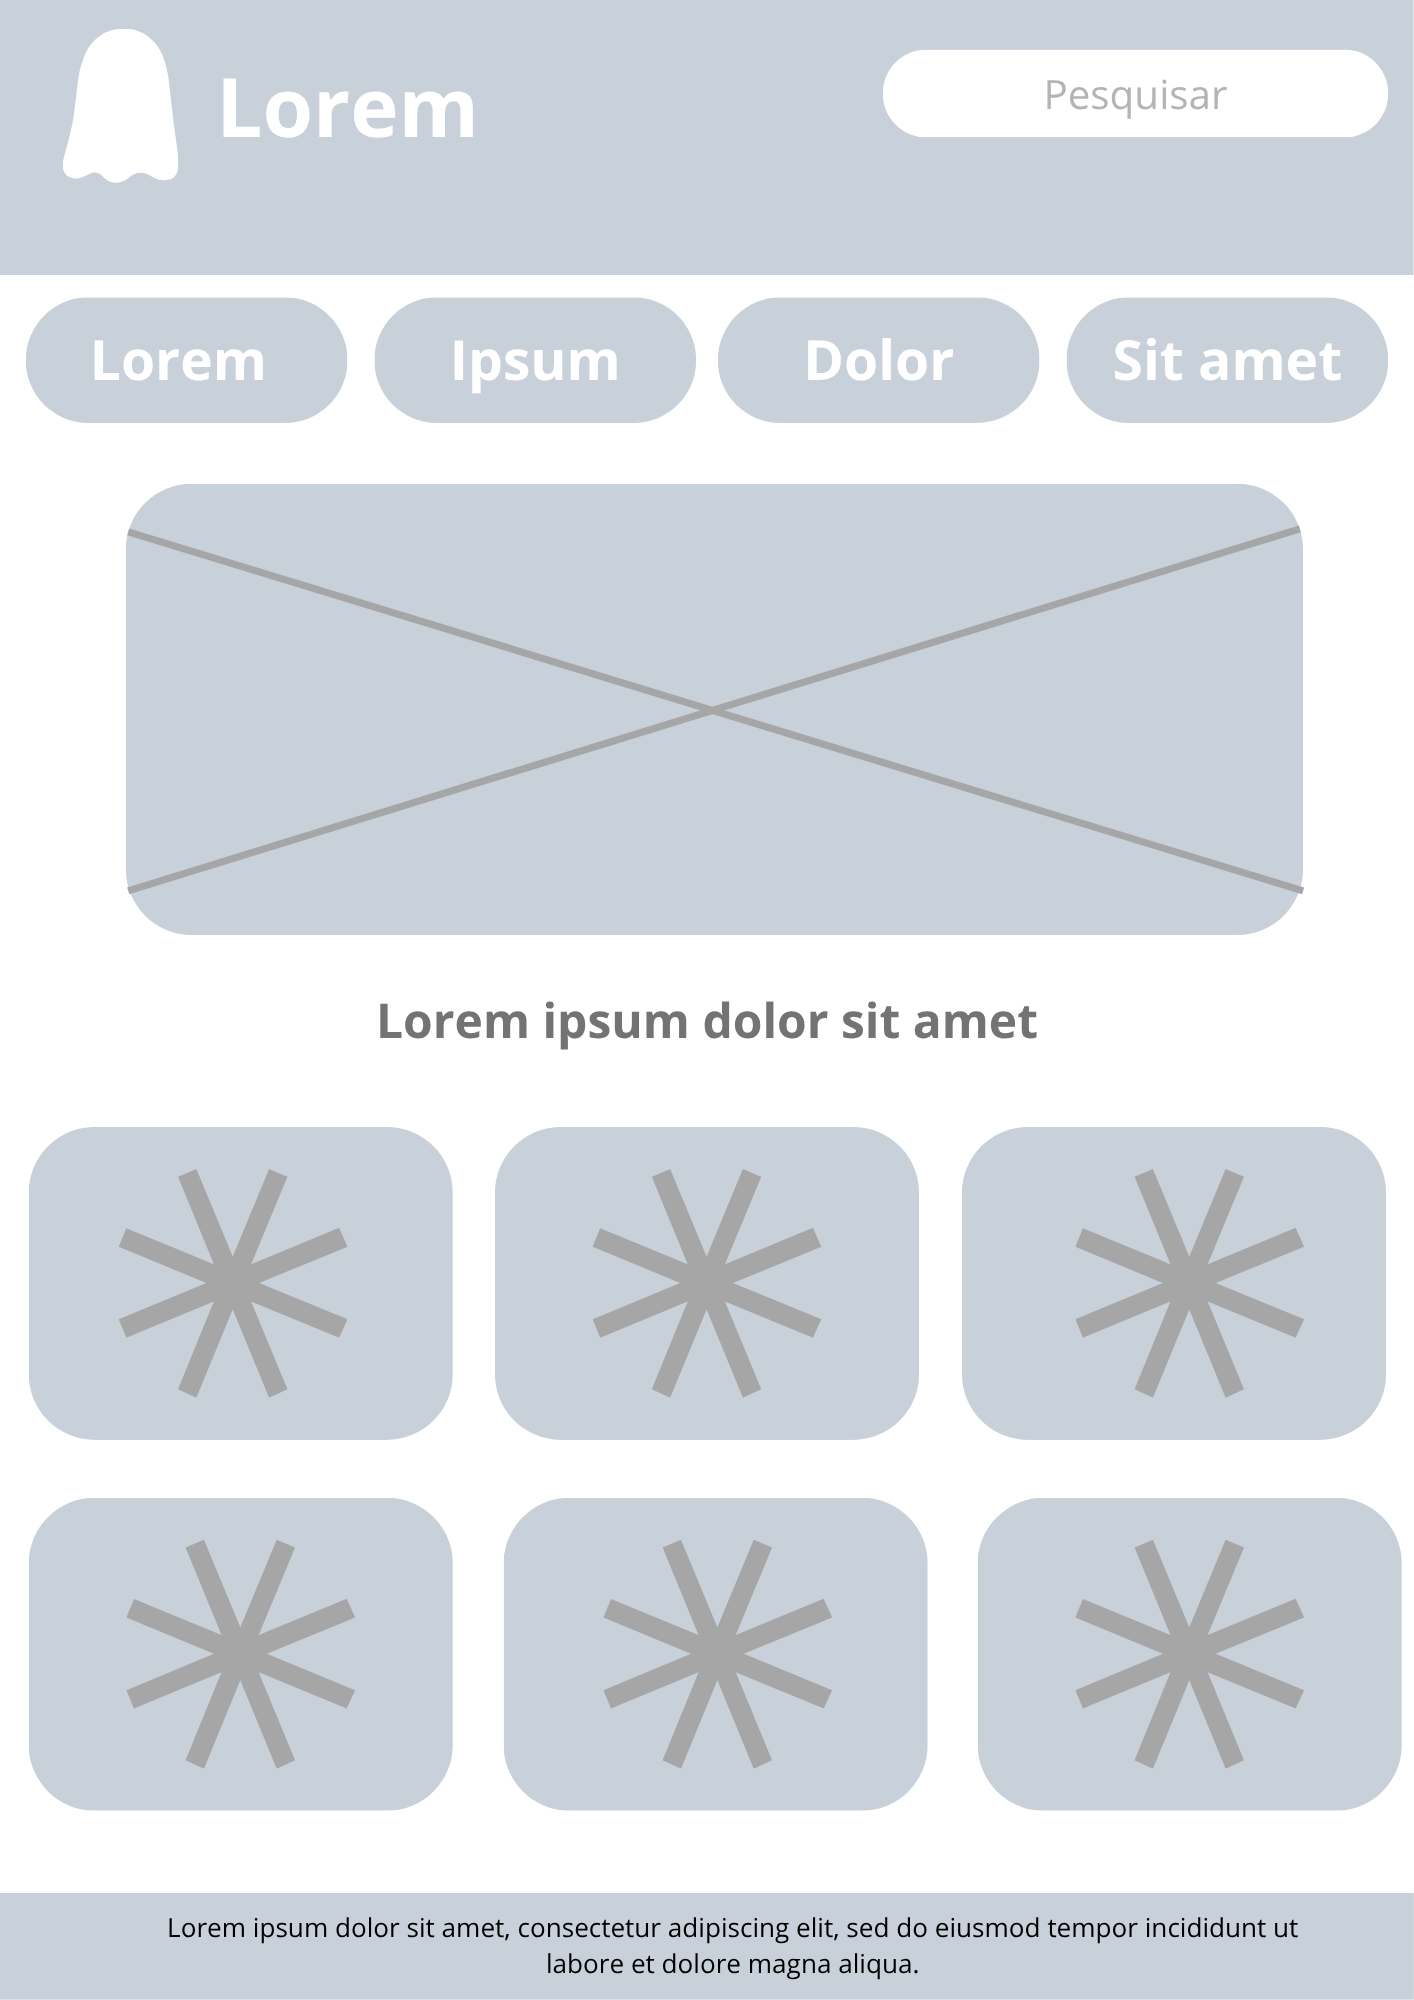 Lorem
Pesquisar
Lorem
Ipsum
Dolor
Sit amet
Lorem ipsum dolor sit amet
Lorem ipsum dolor sit amet, consectetur adipiscing elit, sed do eiusmod tempor incididunt ut
labore et dolore magna aliqua.